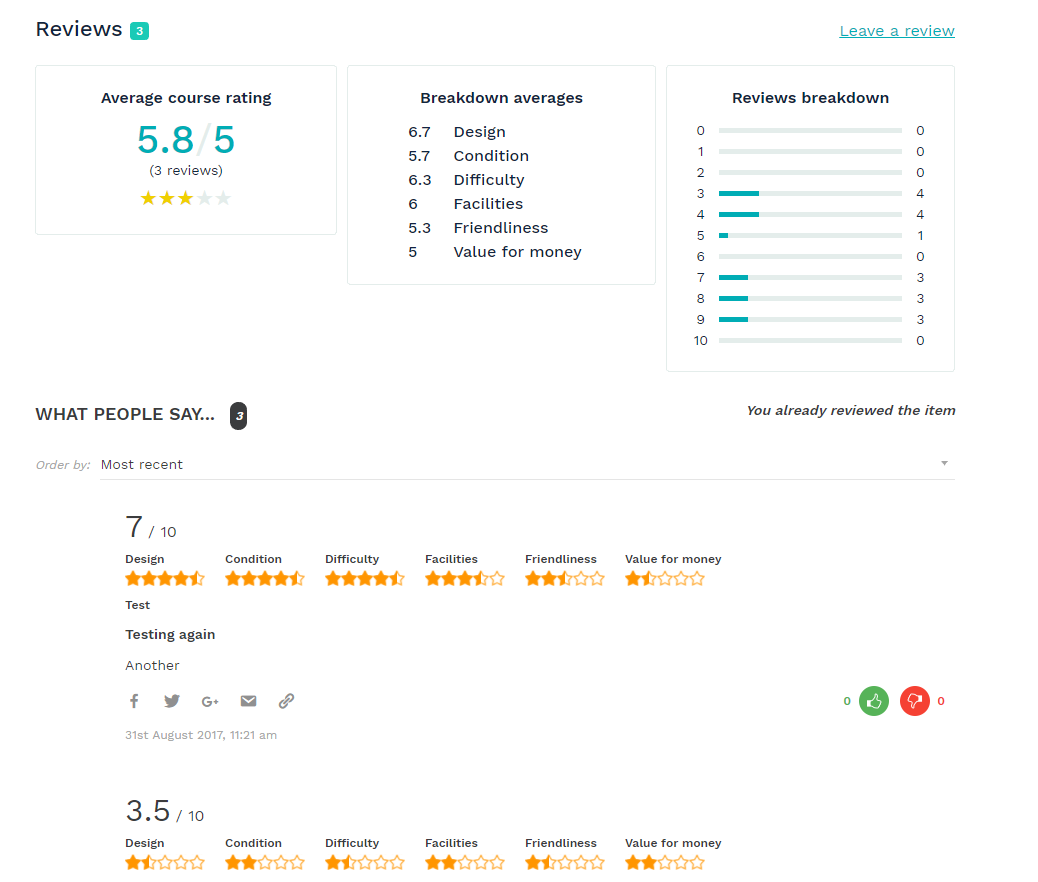 Reviews 3
Leave a review
Average course rating
5.8/5
(3 reviews)
Breakdown averages
6.7 Design
5.7 Condition
6.3 Difficulty
6 Facilities
5.3 Friendliness
5 Value for money
Reviews breakdown
0 0
1 0
2 0
3 4
4 4
5 1
6 0
7 3
8 3
9 3
10 0
WHAT PEOPLE SAY... 3
You already reviewed the item
Order by: Most recent
7 / 10
Design Condition Difficulty Facilities Friendliness Value for money
Test
Testing again
Another
0 0
31st August 2017, 11:21 am
3.5 / 10
Design Condition Difficulty Facilities Friendliness Value for money